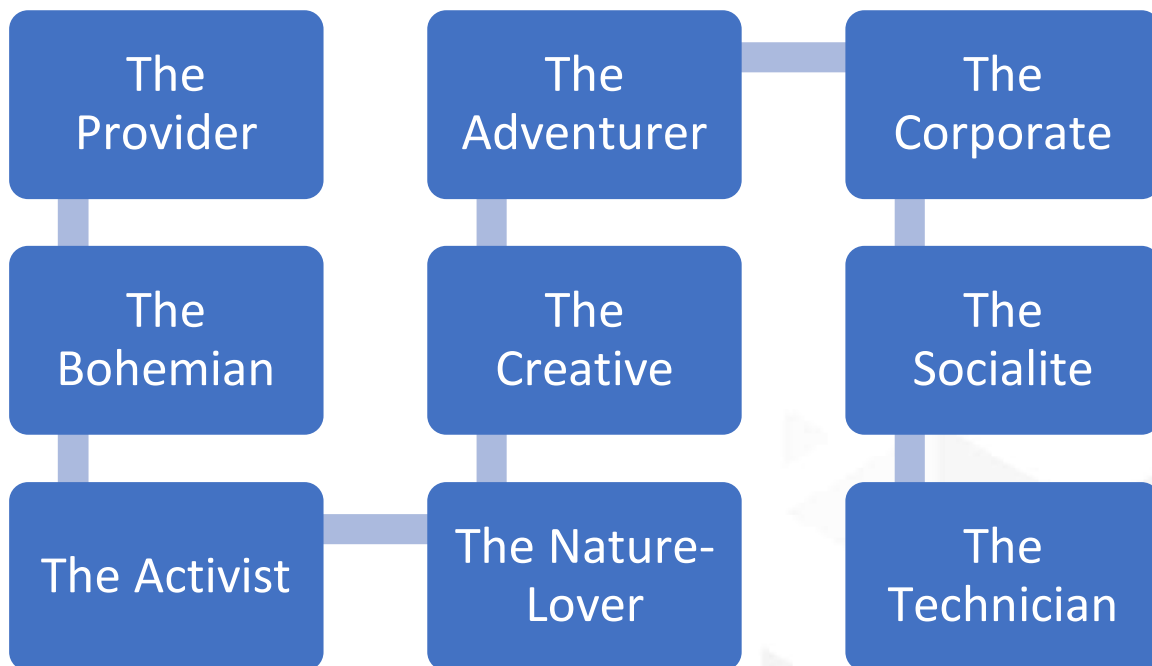 The
Provider
The
Bohemian
The Activist
The Nature-
Lover
The
Creative
The
Adventurer
The
Corporate
The
Socialite
The
Technician